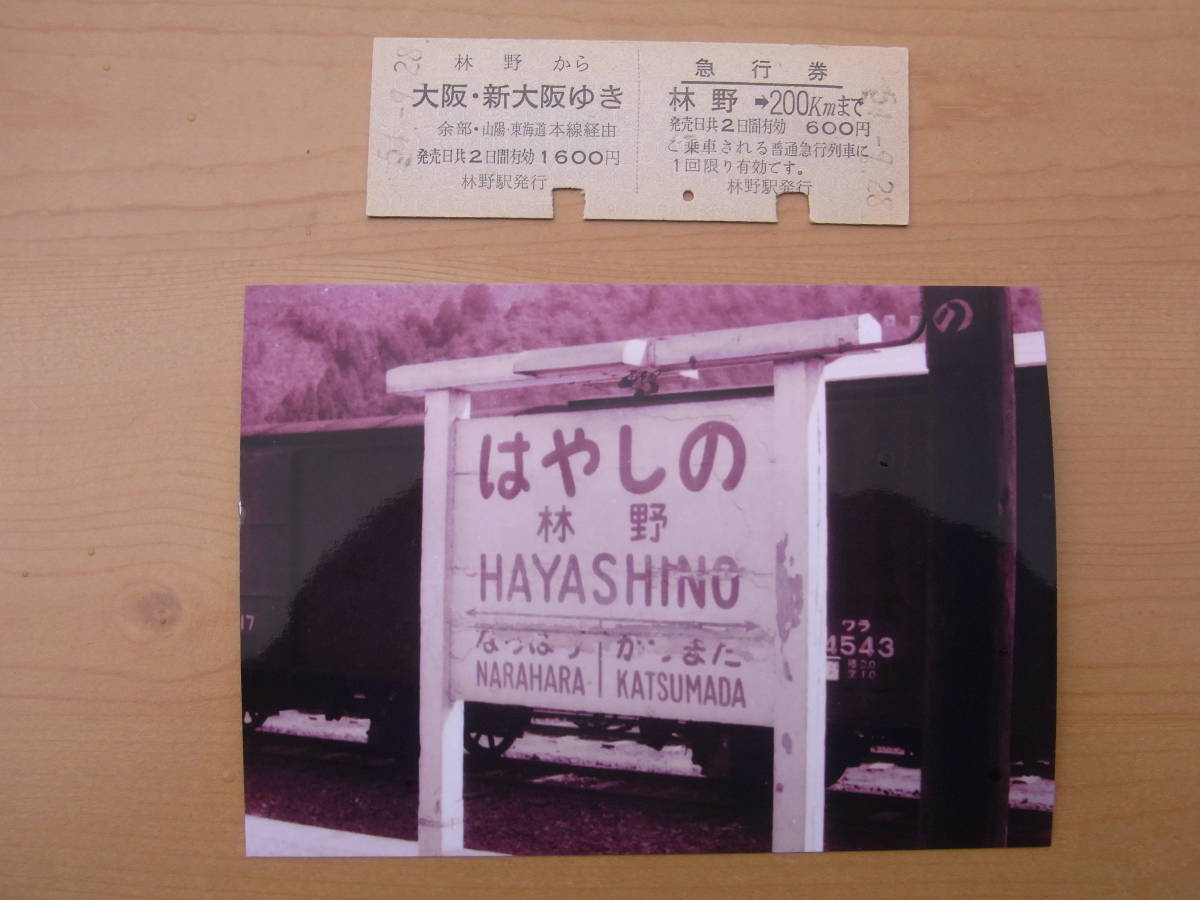 林野から
大阪・新大阪ゆき
余部・山陽・東海道本線経由
発売日共2日間有効 1600円
林野駅発行
急行券
林野➡200Kmまで
発売日共2日間有効 600円
ご乗車される普通急行列車に
1回限り有効です。
林野駅発行
-9.28
の
はやしの
林野
HAYASHINO
かつまた
NARAHARA
KATSUMADA
17
ワラ
4543